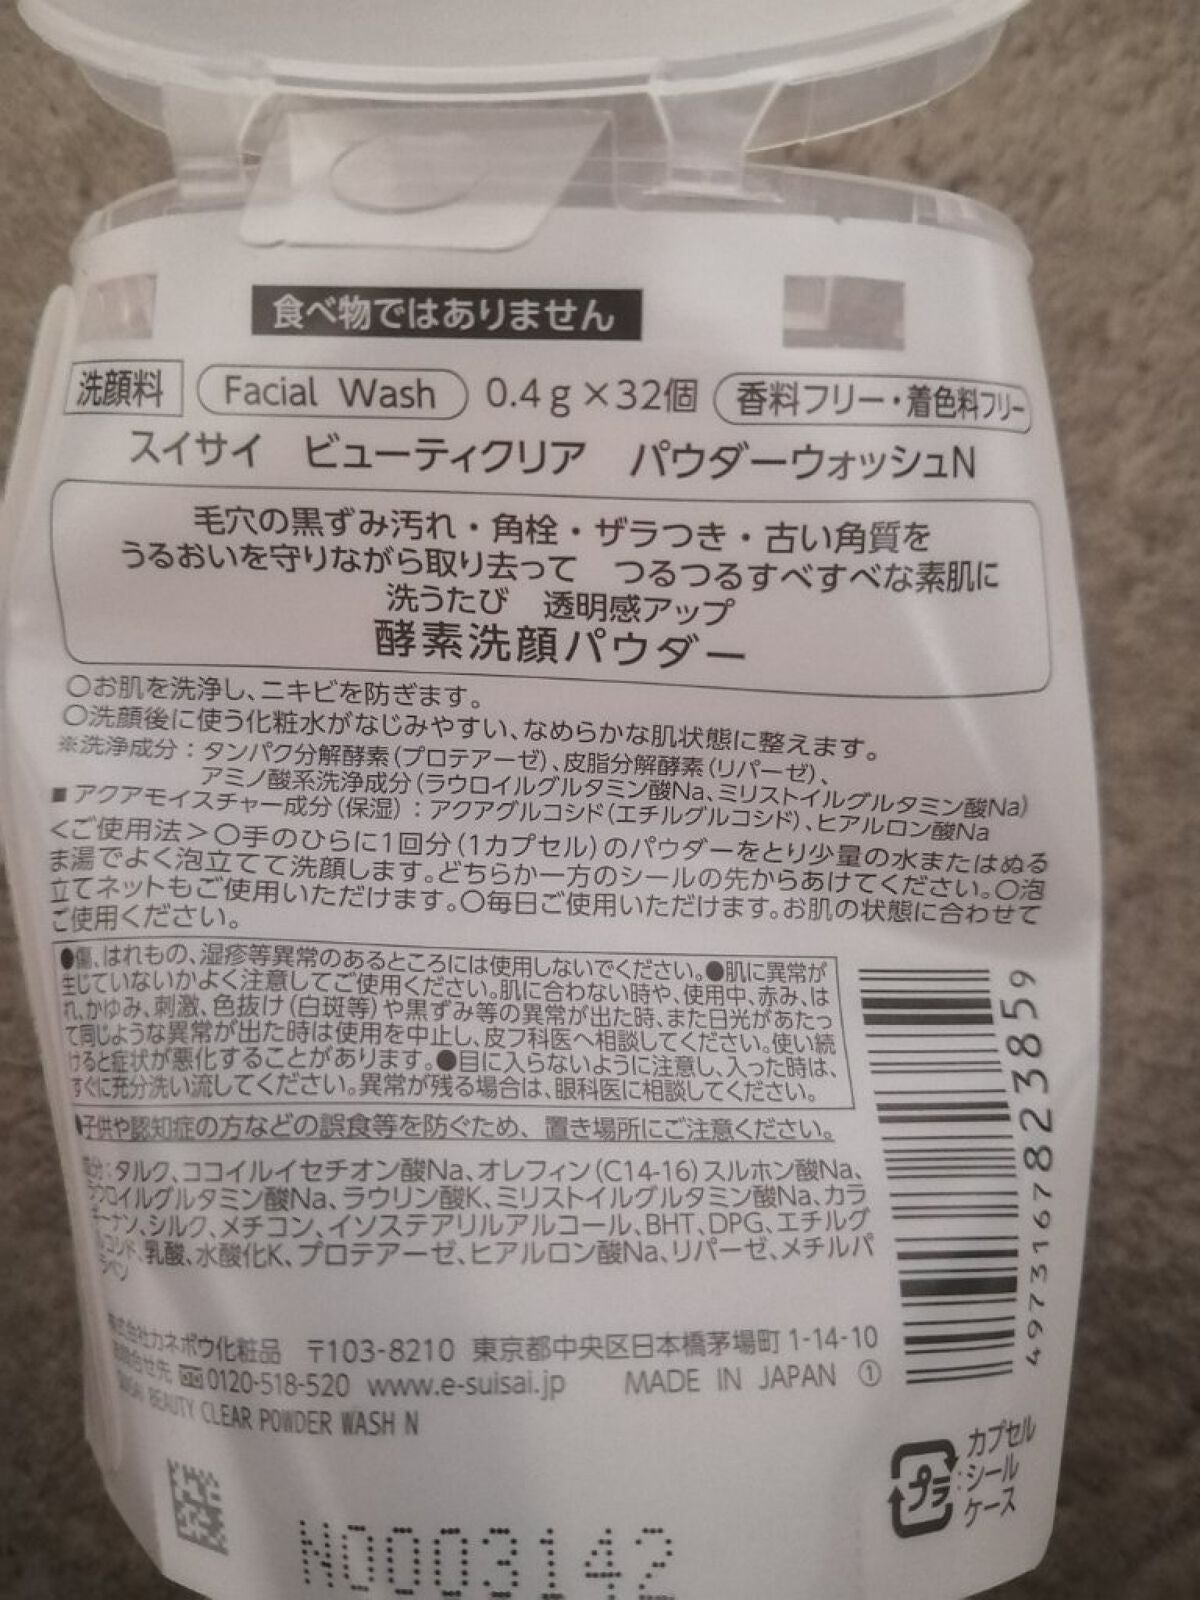 食べ物ではありません
洗顔料 Facial Wash 0.4g×32個 香料フリー・着色料フリー
スイサイ ビューティクリア パウダーウォッシュN
毛穴の黒ずみ汚れ・角栓・ザラつき・古い角質を
うるおいを守りながら取り去って つるつるすべすべな素肌に
洗うたび 透明感アップ
酵素洗顔パウダー
○お肌を洗浄し、ニキビを防ぎます。
○洗顔後に使う化粧水がなじみやすい、なめらかな肌状態に整えます。
※洗浄成分：タンパク分解酵素(プロテアーゼ)、皮脂分解酵素(リパーゼ)、
アミノ酸系洗浄成分(ラウロイルグルタミン酸Na、ミリストイルグルタミン酸Na)
■アクアモイスチャー成分(保湿)：アクアグルコシド(エチルグルコシド)、ヒアルロン酸Na
<ご使用法>○手のひらに1回分(1カプセル)のパウダーをとり少量の水またはぬる
ま湯でよく泡立てて洗顔します。どちらか一方のシールの先からあけてください。○泡
立てネットもご使用いただけます。○毎日ご使用いただけます。お肌の状態に合わせて
ご使用ください。
●傷、はれもの、湿疹等異常のあるところには使用しないでください。●肌に異常が
生じていないかよく注意してご使用ください。肌に合わない時や、使用中、赤み、は
れ、かゆみ、刺激、色抜け(白斑等)や黒ずみ等の異常が出た時、また日光があたっ
て同じような異常が出た時は使用を中止し、皮フ科医へ相談してください。使い続
けると症状が悪化することがあります。●目に入らないように注意し、入った時は、
すぐに充分洗い流してください。異常が残る場合は、眼科医に相談してください。
●子供や認知症の方などの誤食等を防ぐため、置き場所にご注意ください。
成分：タルク、ココイルイセチオン酸Na、オレフィン(C14-16)スルホン酸Na、
ラウロイルグルタミン酸Na、ラウリン酸K、ミリストイルグルタミン酸Na、カラ
ギーナン、シルク、メチコン、イソステアリルアルコール、BHT、DPG、エチルグ
ルコシド、乳酸、水酸化K、プロテアーゼ、ヒアルロン酸Na、リパーゼ、メチルパ
ラベン
株式会社カネボウ化粧品 〒103-8210 東京都中央区日本橋茅場町1-14-10
お問合せ先 0120-518-520 www.e-suisai.jp MADE IN JAPAN ①
SUISAI BEAUTY CLEAR POWDER WASH N
4973167823859
プラ
：カプセル
シール
ケース
N0003142